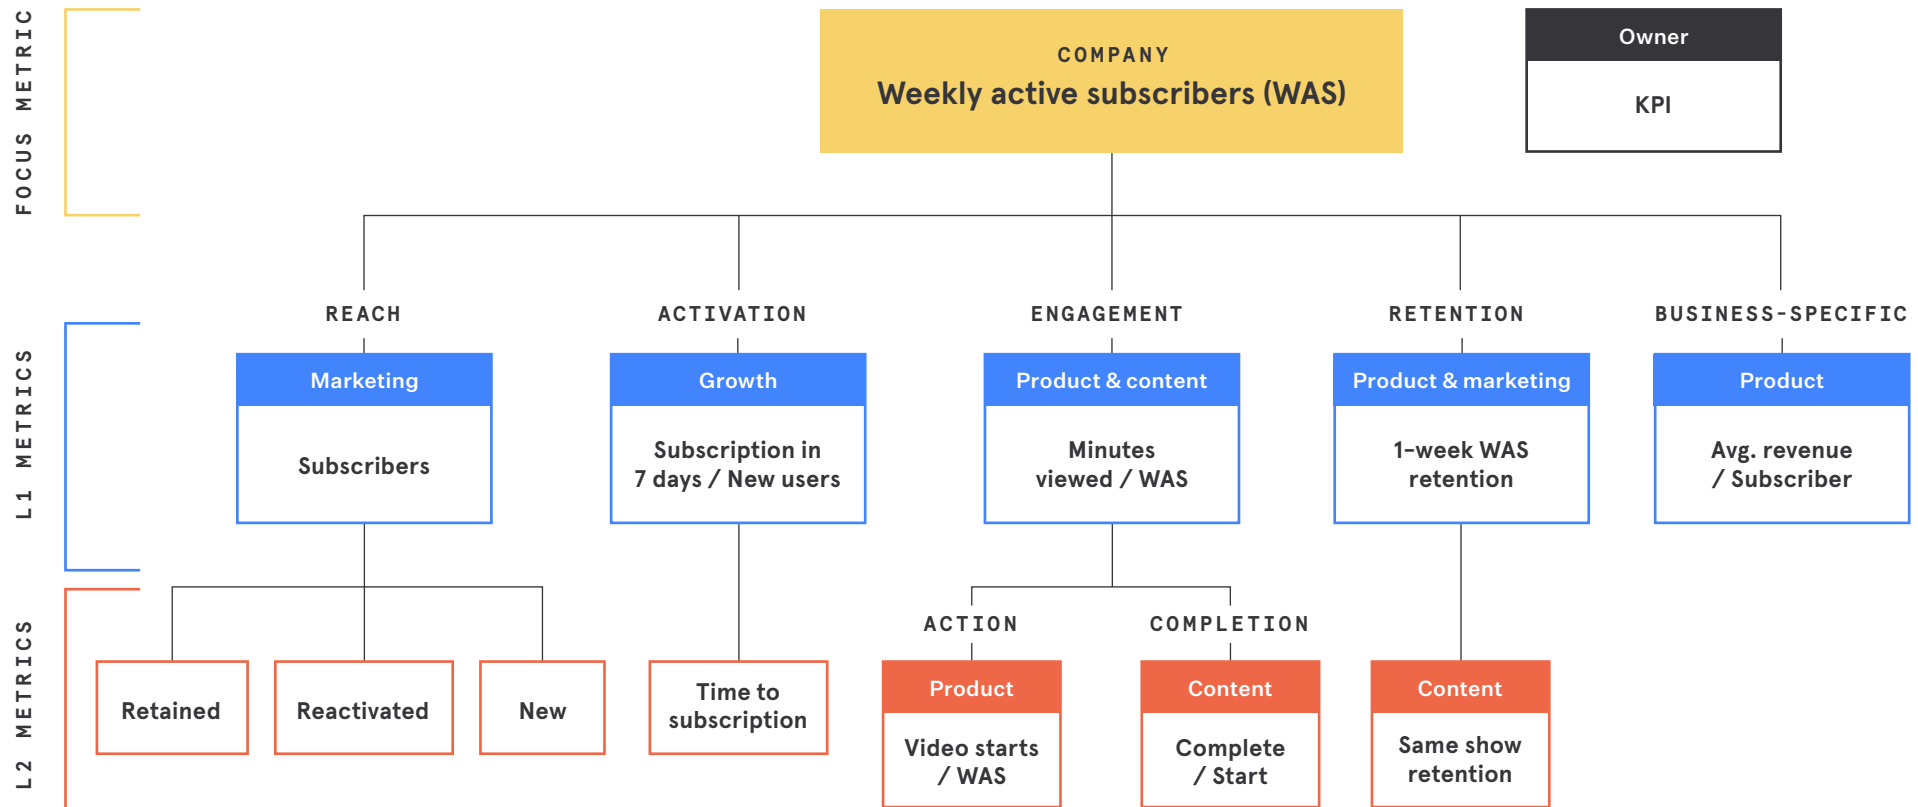 FOCUS METRIC
COMPANY
Weekly active subscribers (WAS)
Owner
KPI
L1 METRICS
REACH
Marketing
Subscribers
ACTIVATION
Growth
Subscription in
7 days / New users
ENGAGEMENT
Product & content
Minutes
viewed / WAS
RETENTION
Product & marketing
1-week WAS
retention
BUSINESS-SPECIFIC
Product
Avg. revenue
/ Subscriber
L2 METRICS
Retained
Reactivated
New
Time to
subscription
ACTION
Product
Video starts
/ WAS
COMPLETION
Content
Complete
/ Start
Content
Same show
retention